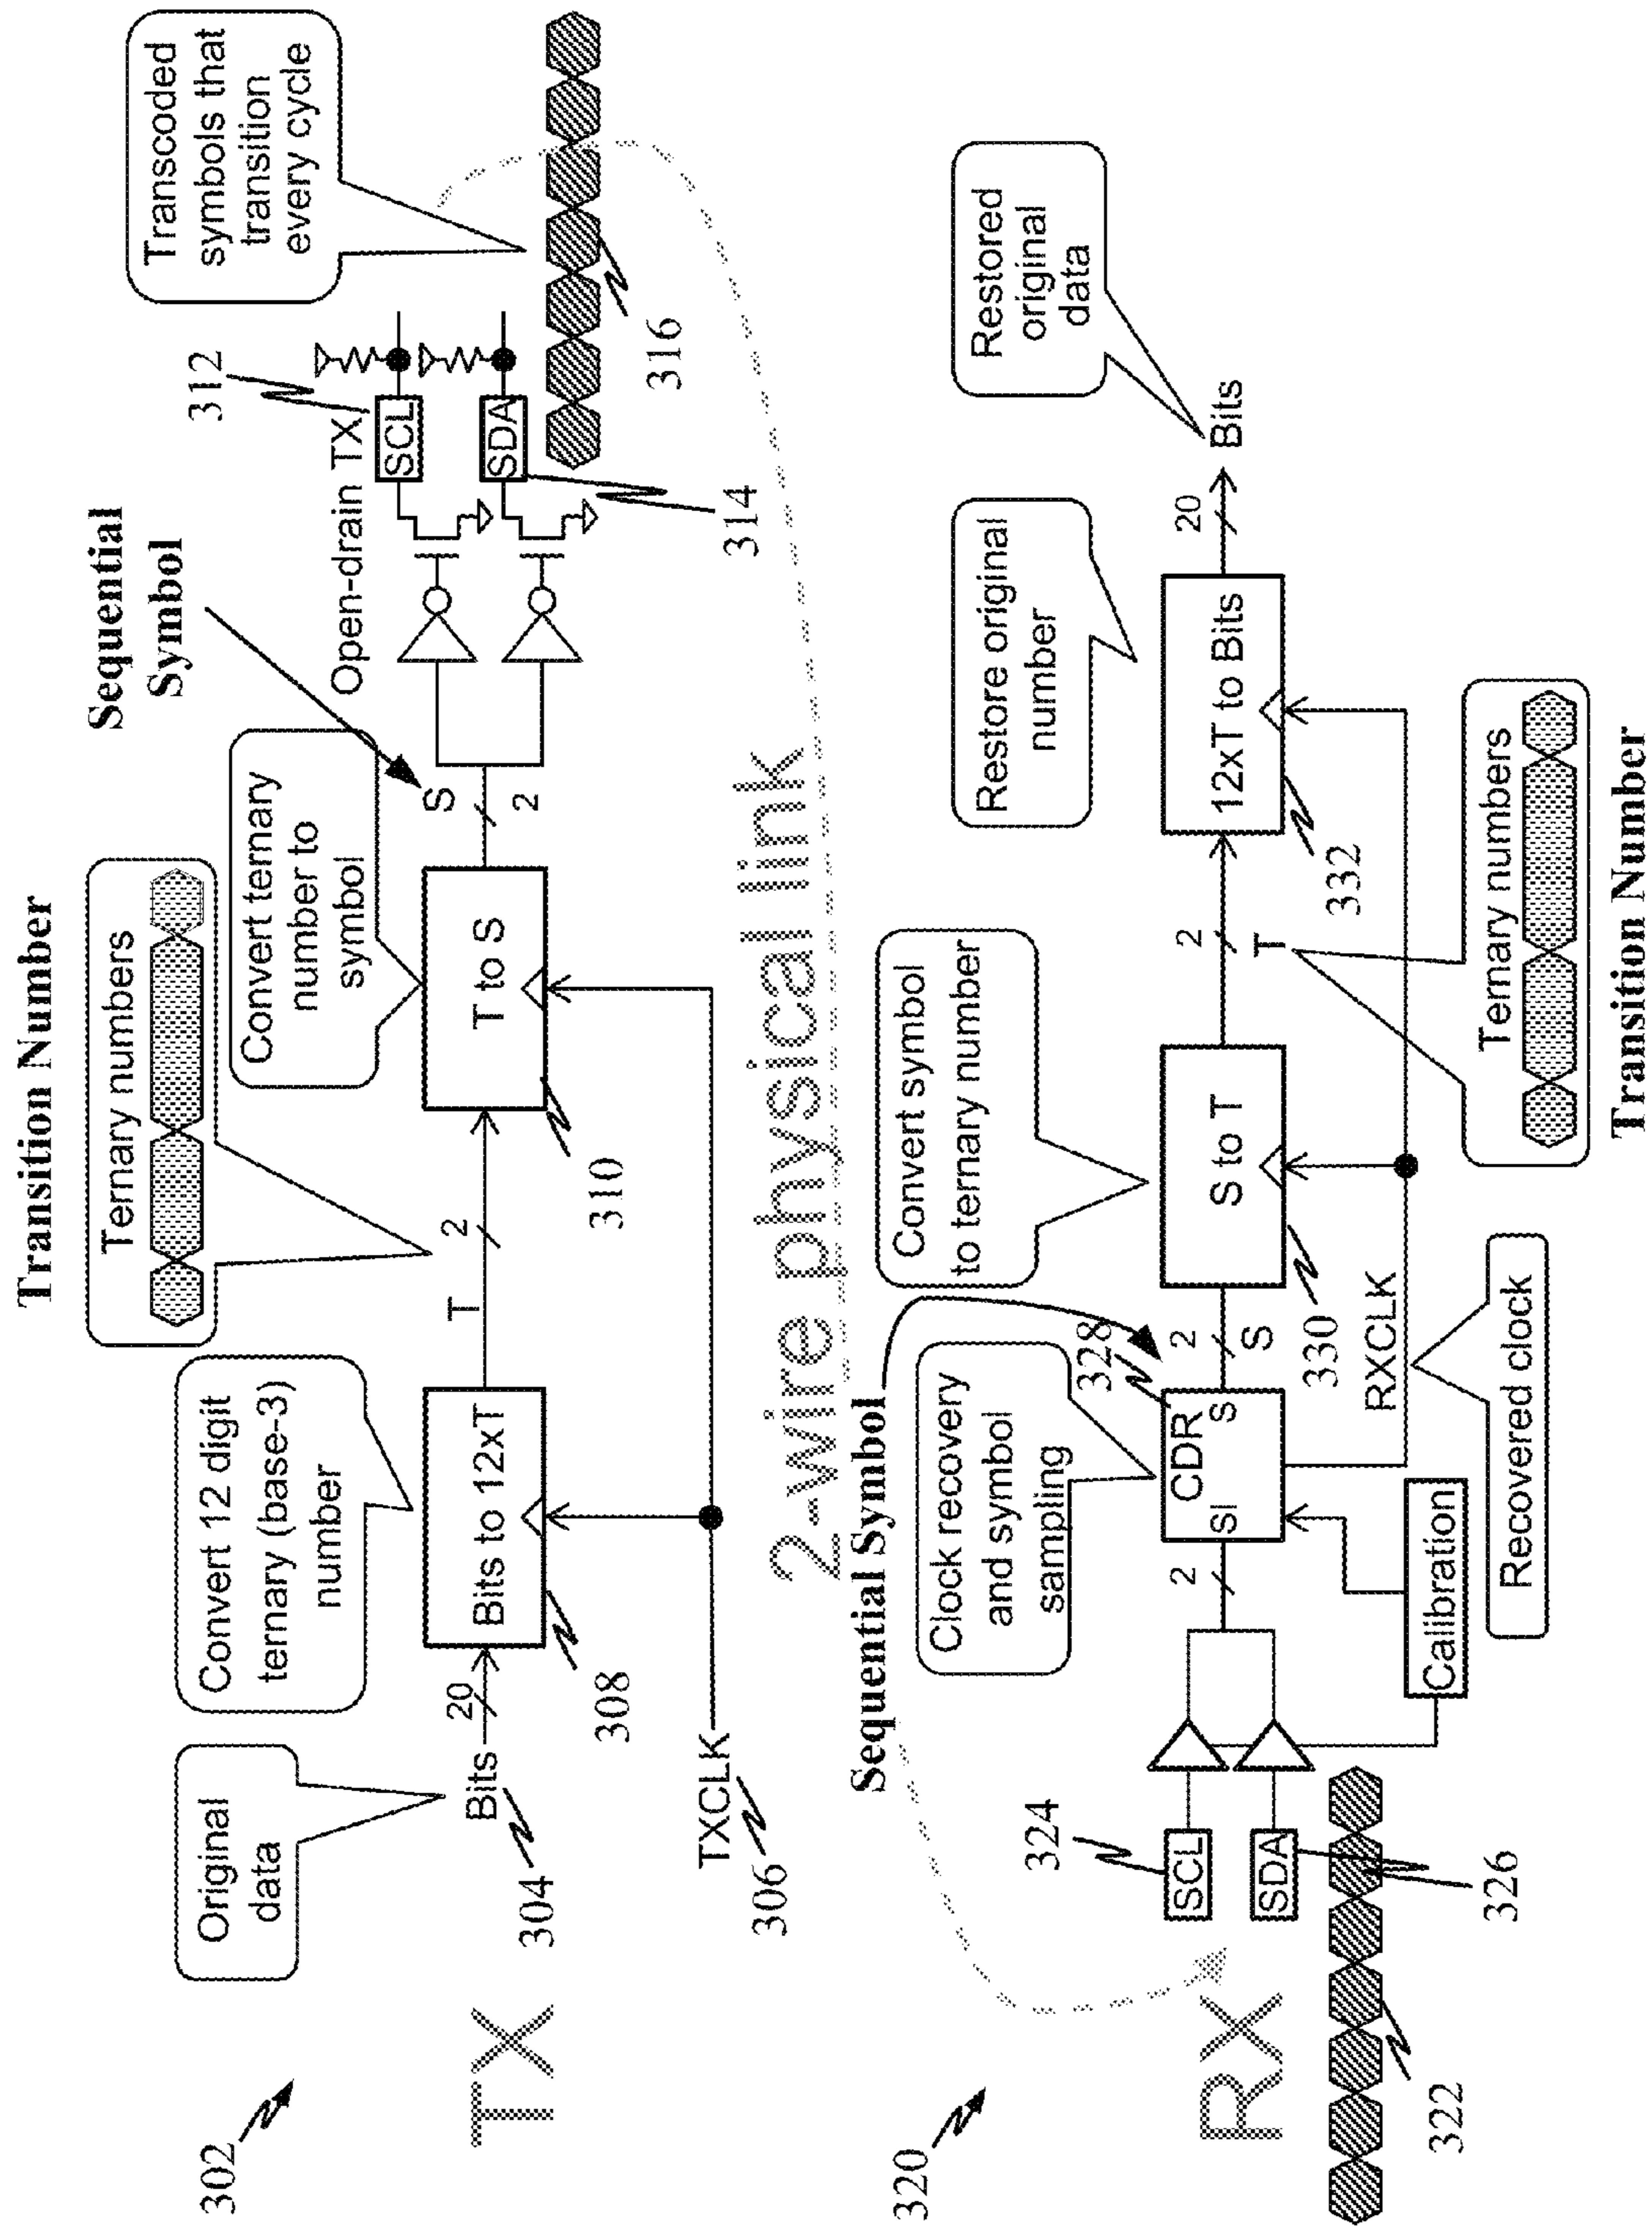 302
TX
Original
data
Bits
304
20
Convert 12 digit
ternary (base-3)
number
Bits to 12xT
308
TXCLK
306
Transition Number
Ternary numbers
T
2
Convert ternary
number to
symbol
T to S
310
Sequential
Symbol
S
2
Open-drain TX
SCL
312
SDA
314
Transcoded
symbols that
transition
every cycle
316
2-wire physical link
320
RX
322
SCL
324
SDA
326
Sequential Symbol
2
Clock recovery
and symbol
sampling
CDR
SI
S
328
Calibration
2
S
Convert symbol
to ternary number
S to T
330
RXCLK
Recovered clock
2
T
Ternary numbers
Transition Number
Restore original
number
12xT to Bits
332
20
Bits
Restored
original
data